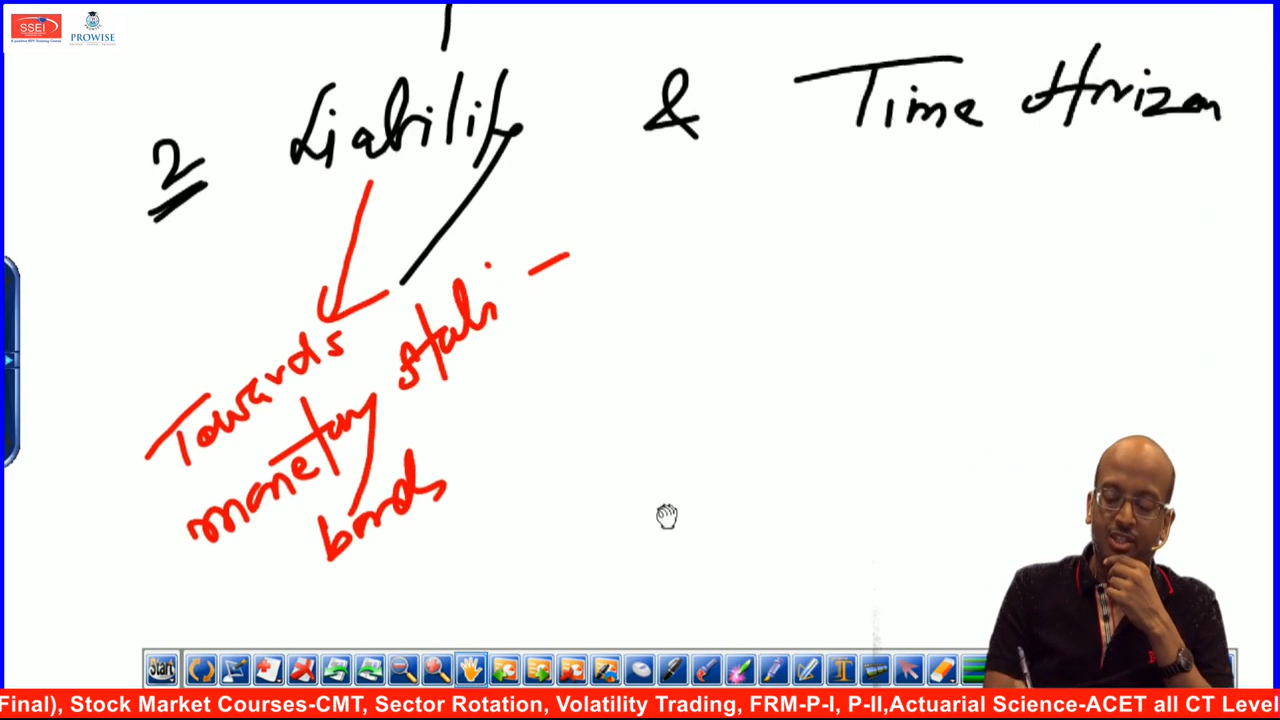 SSEI
PROWISE
2 Liability & Time Horizon
Towards
monetary stabi -
bonds
Start
Final), Stock Market Courses-CMT, Sector Rotation, Volatility Trading, FRM-P-I, P-II,Actuarial Science-ACET all CT Level